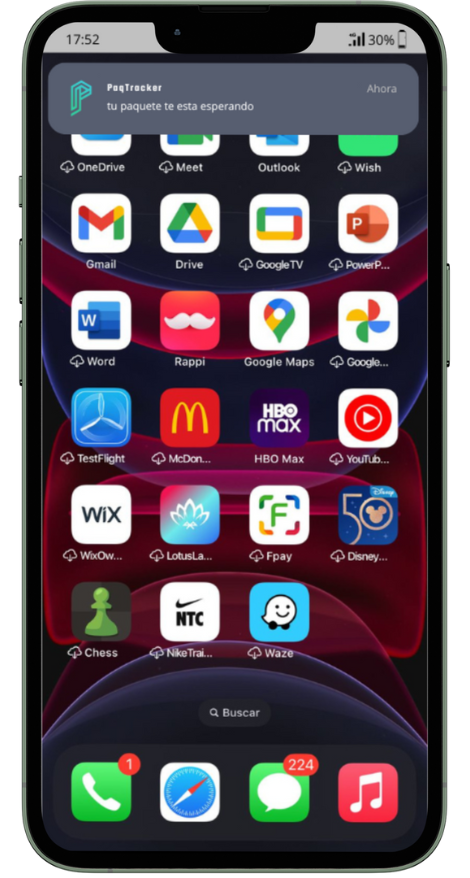 17:52
4G 30%
PaqTracker
Ahora
tu paquete te esta esperando
OneDrive Meet Outlook Wish
Gmail Drive GoogleTV PowerP...
P
W
Word Rappi Google Maps Google...
HBO
max
TestFlight McDon... HBO Max YouTub...
WiX
F
Disney
50
WixOw... LotusLa... Fpay Disney...
NTC
Chess NikeTrai... Waze
Buscar
1
224